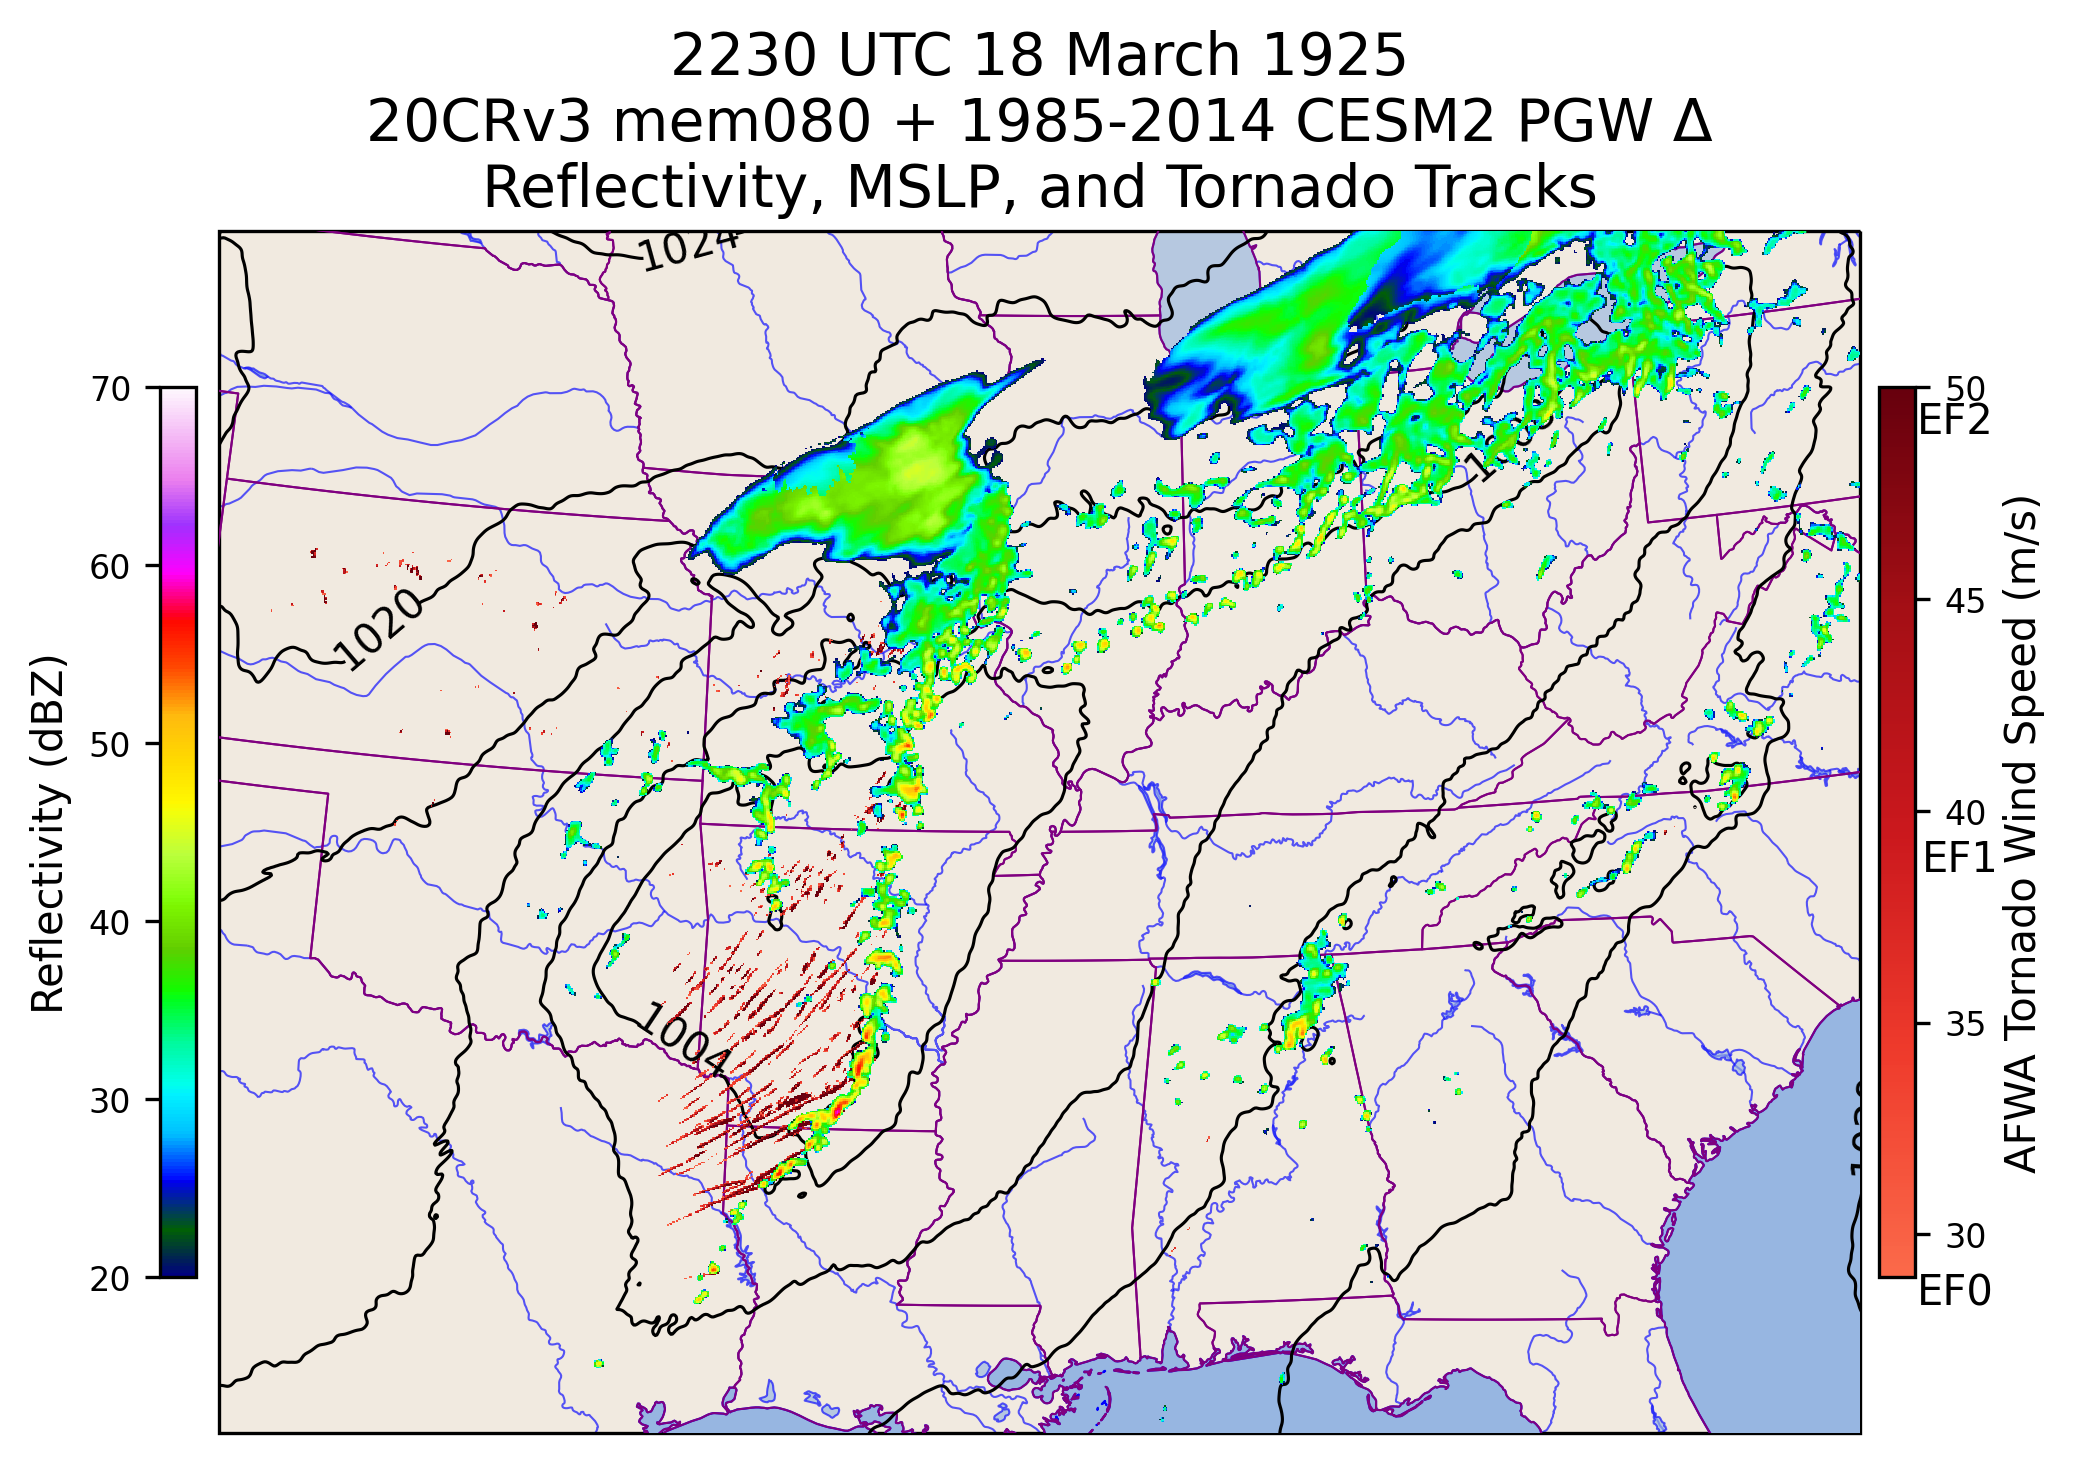 2230 UTC 18 March 1925
20CRv3 mem080 + 1985-2014 CESM2 PGW Δ
Reflectivity, MSLP, and Tornado Tracks
1024
1020
1004
70
60
50
40
30
20
Reflectivity (dBZ)
50
EF2
45
40
EF1
35
30
EF0
AFWA Tornado Wind Speed (m/s)